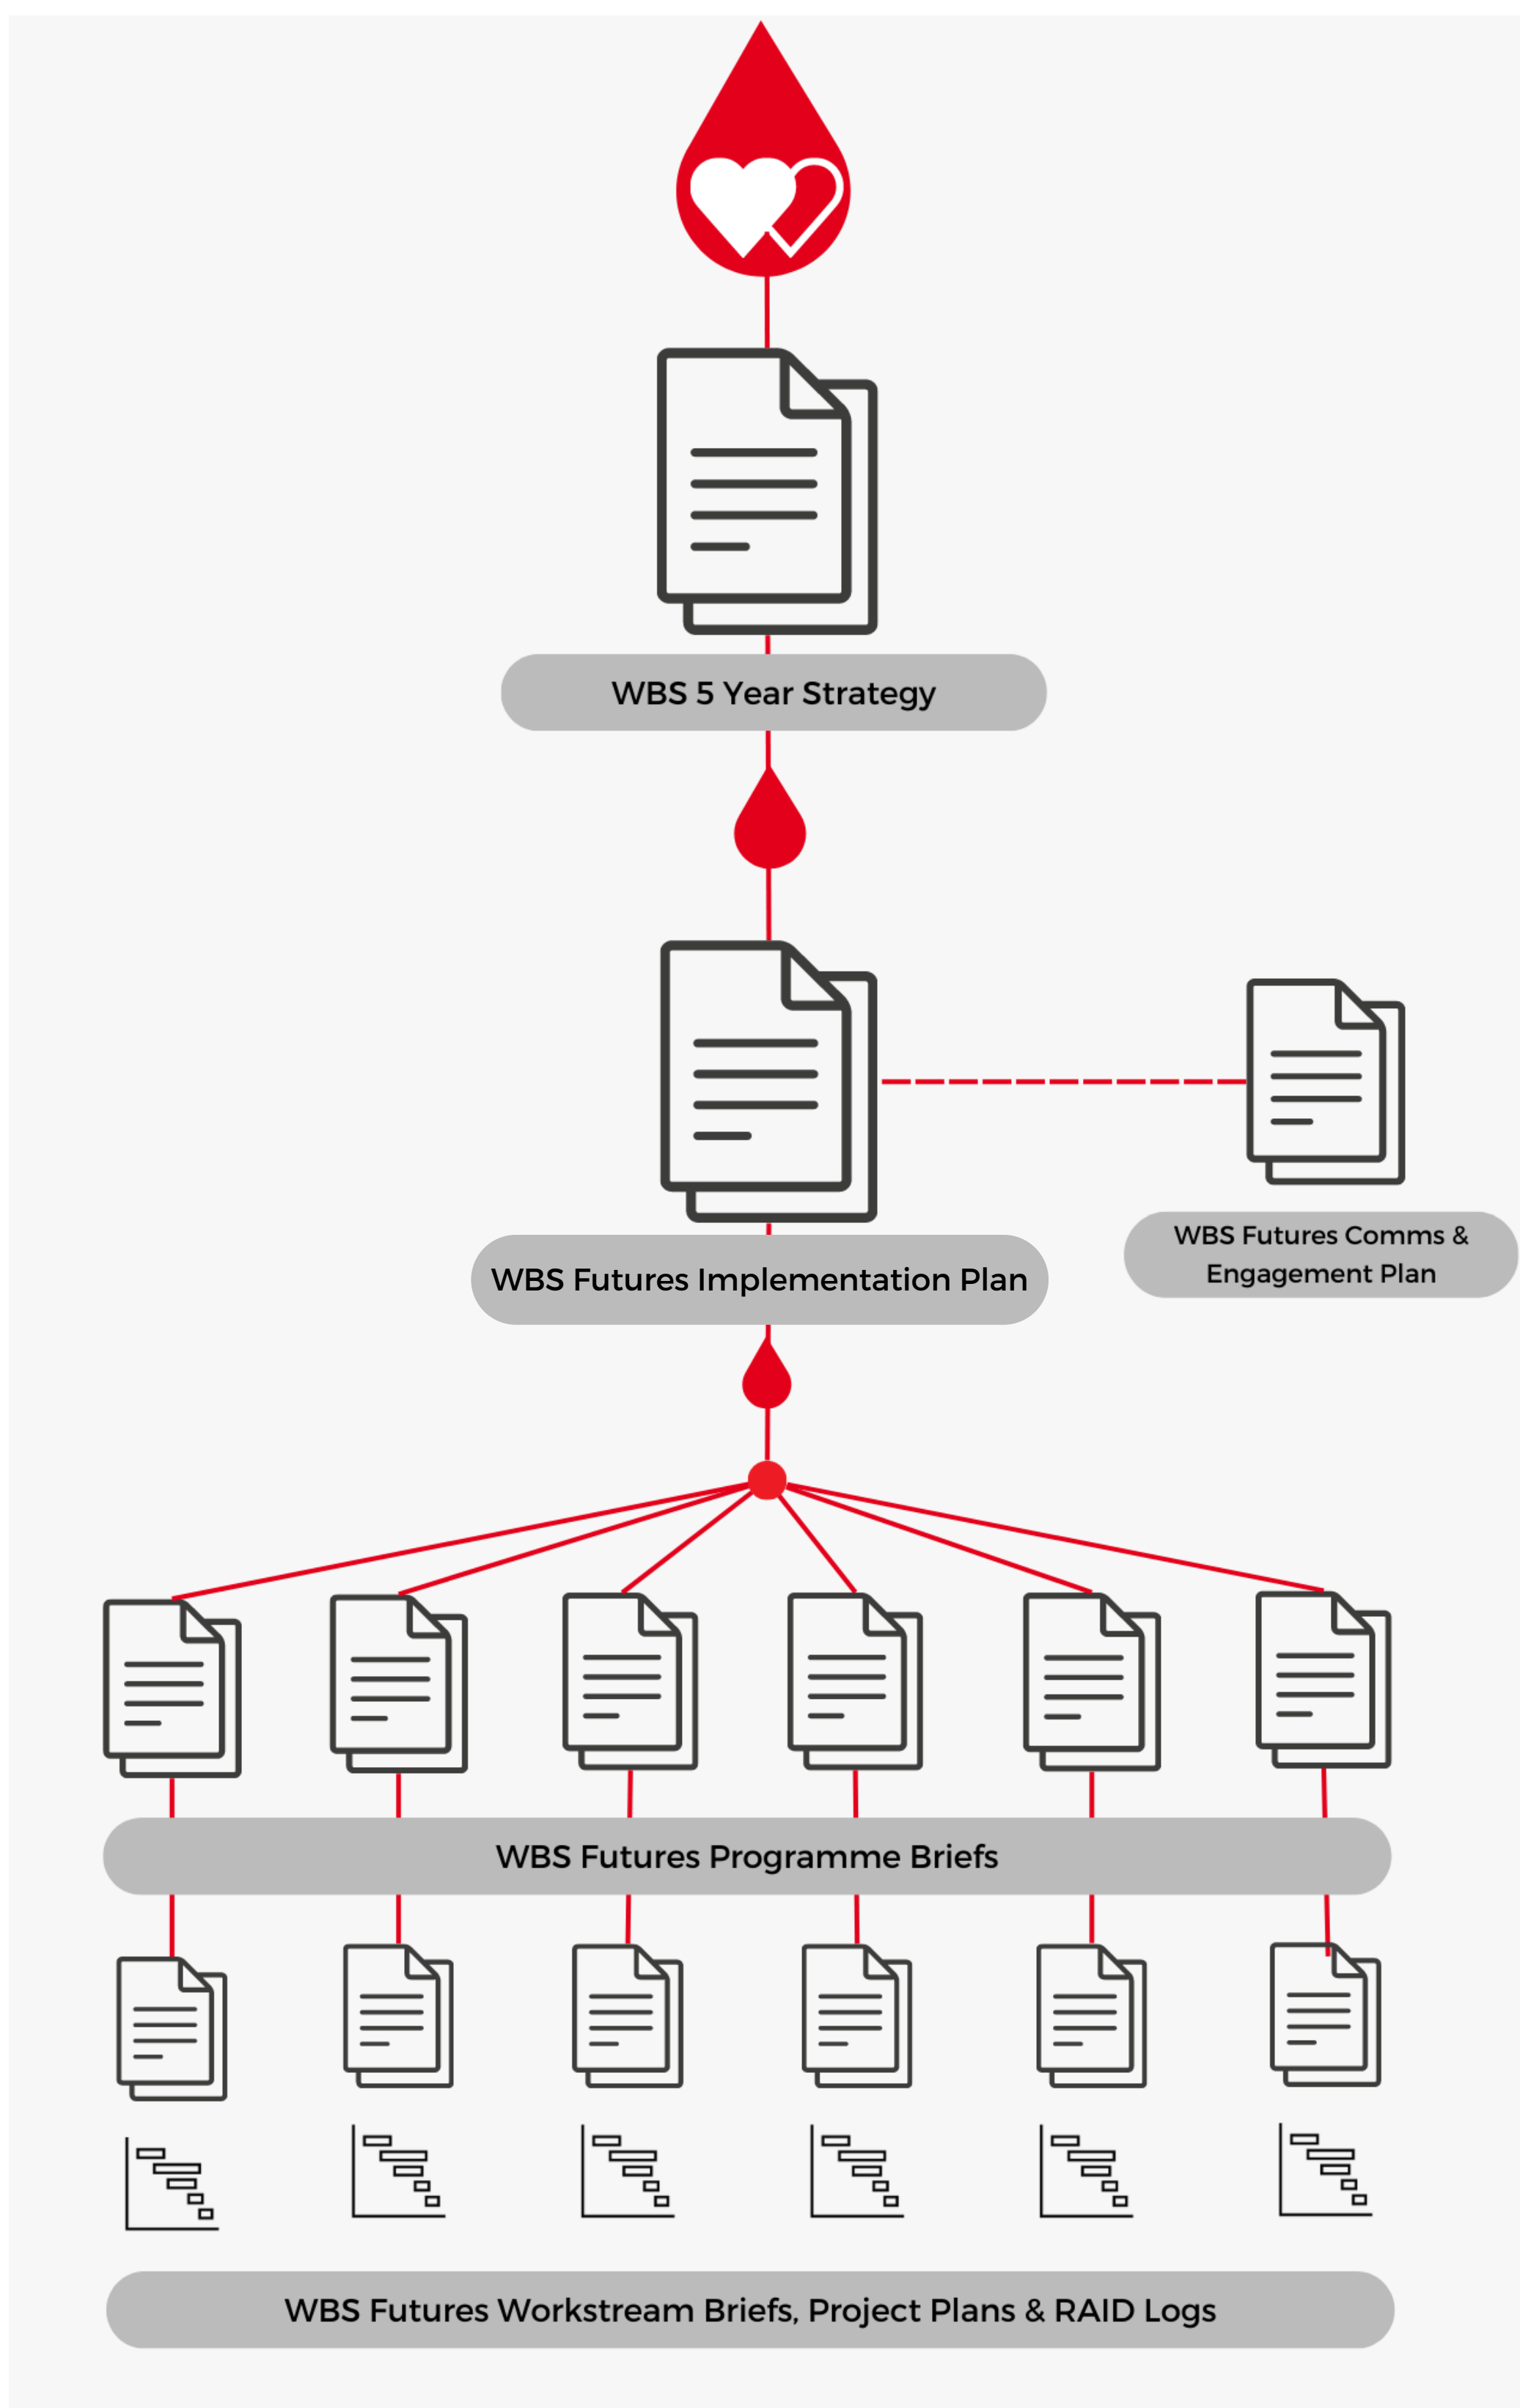 WBS 5 Year Strategy
WBS Futures Implementation Plan
WBS Futures Comms &
Engagement Plan
WBS Futures Programme Briefs
WBS Futures Workstream Briefs, Project Plans & RAID Logs